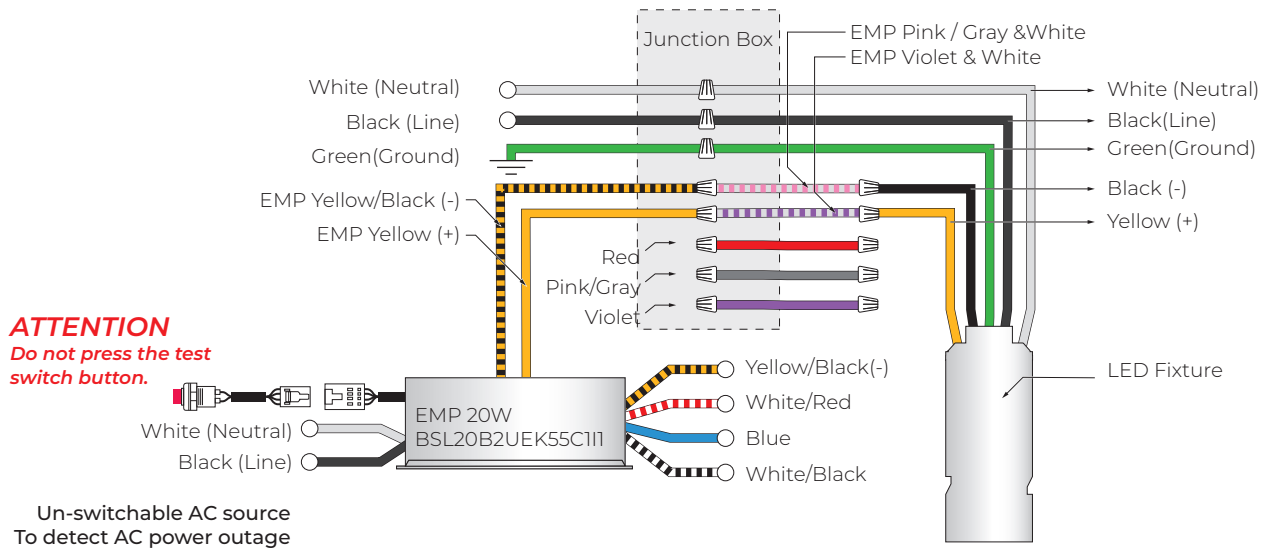 Junction Box
EMP Pink / Gray &White
EMP Violet & White
White (Neutral)
Black (Line)
Green(Ground)
EMP Yellow/Black (-)
EMP Yellow (+)
White (Neutral)
Black(Line)
Green(Ground)
Black (-)
Yellow (+)
Red
Pink/Gray
Violet
ATTENTION
Do not press the test
switch button.
White (Neutral)
Black (Line)
EMP 20W
BSL20B2UEK55C1I1
Yellow/Black(-)
White/Red
Blue
White/Black
LED Fixture
Un-switchable AC source
To detect AC power outage